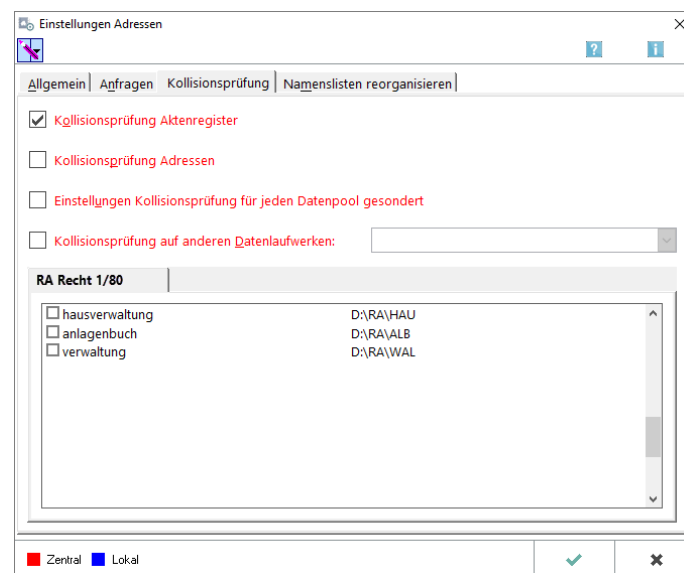 Einstellungen Adressen
Allgemein Anfragen Kollisionsprüfung Namenslisten reorganisieren
Kollisionsprüfung Aktenregister
Kollisionsprüfung Adressen
Einstellungen Kollisionsprüfung für jeden Datenpool gesondert
Kollisionsprüfung auf anderen Datenlaufwerken:
RA Recht 1/80
hausverwaltung D:\RA\HAU
anlagenbuch D:\RA\ALB
verwaltung D:\RA\WAL
Zentral Lokal